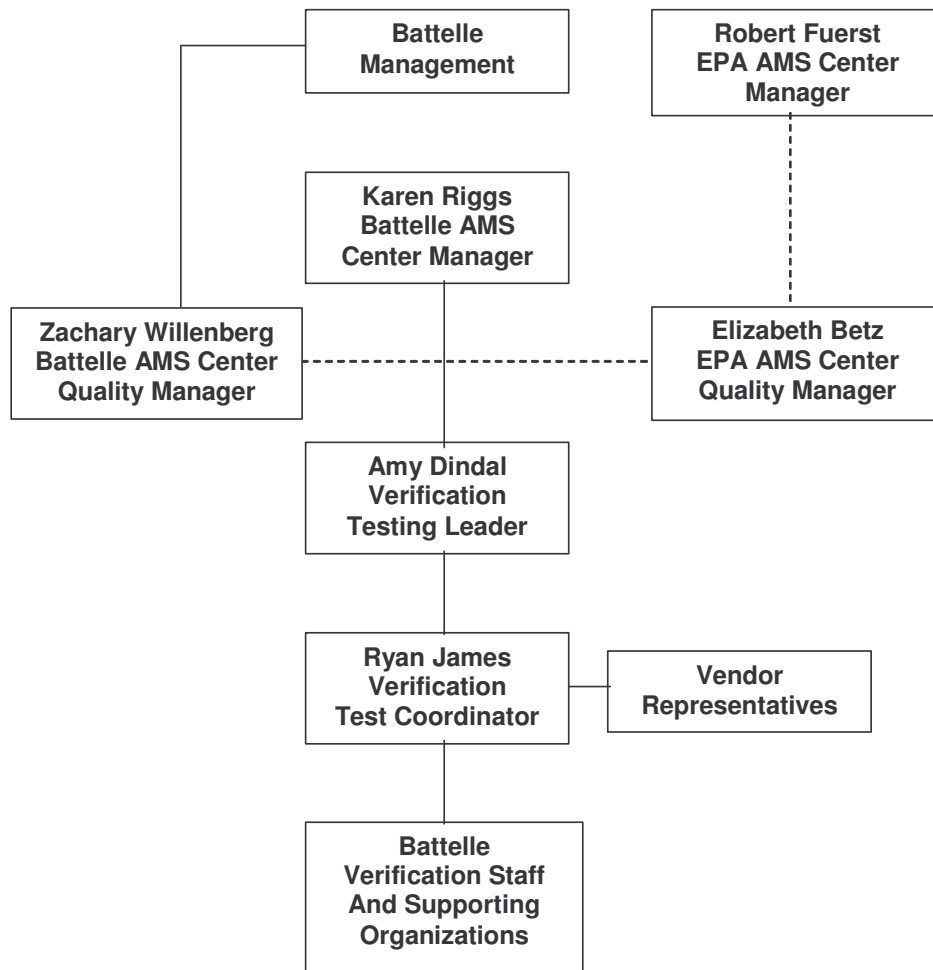 Battelle
Management
Robert Fuerst
EPA AMS Center
Manager
Karen Riggs
Battelle AMS
Center Manager
Zachary Willenberg
Battelle AMS Center
Quality Manager
Elizabeth Betz
EPA AMS Center
Quality Manager
Amy Dindal
Verification
Testing Leader
Ryan James
Verification
Test Coordinator
Vendor
Representatives
Battelle
Verification Staff
And Supporting
Organizations